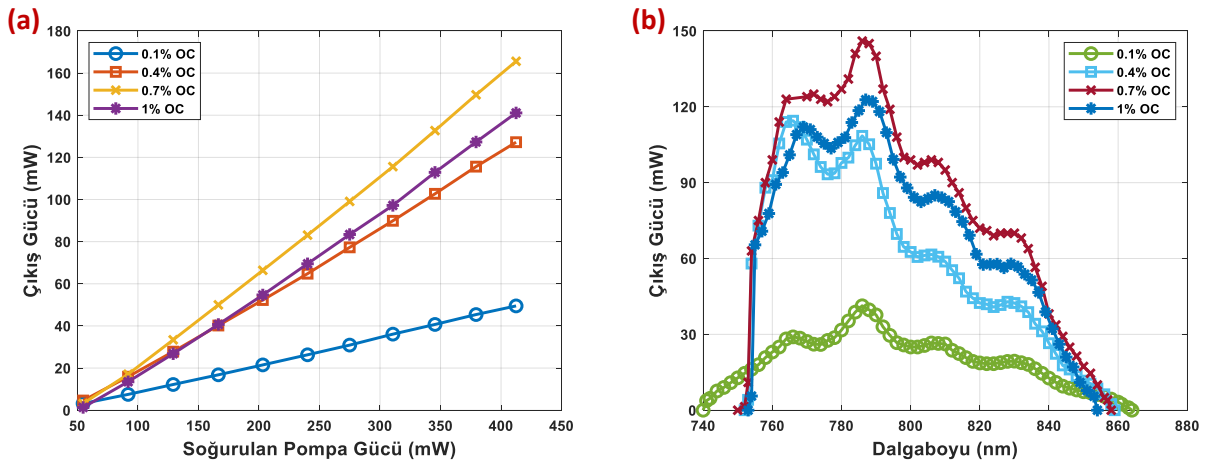 (a)
180
160
140
120
100
80
60
40
20
0
50
100
150
200
250
300
350
400
450
Çıkış Gücü (mW)
Soğurulan Pompa Gücü (mW)
0.1% OC
0.4% OC
0.7% OC
1% OC
(b)
150
120
90
60
30
0
740
760
780
800
820
840
860
880
Çıkış Gücü (mW)
Dalgaboyu (nm)
0.1% OC
0.4% OC
0.7% OC
1% OC